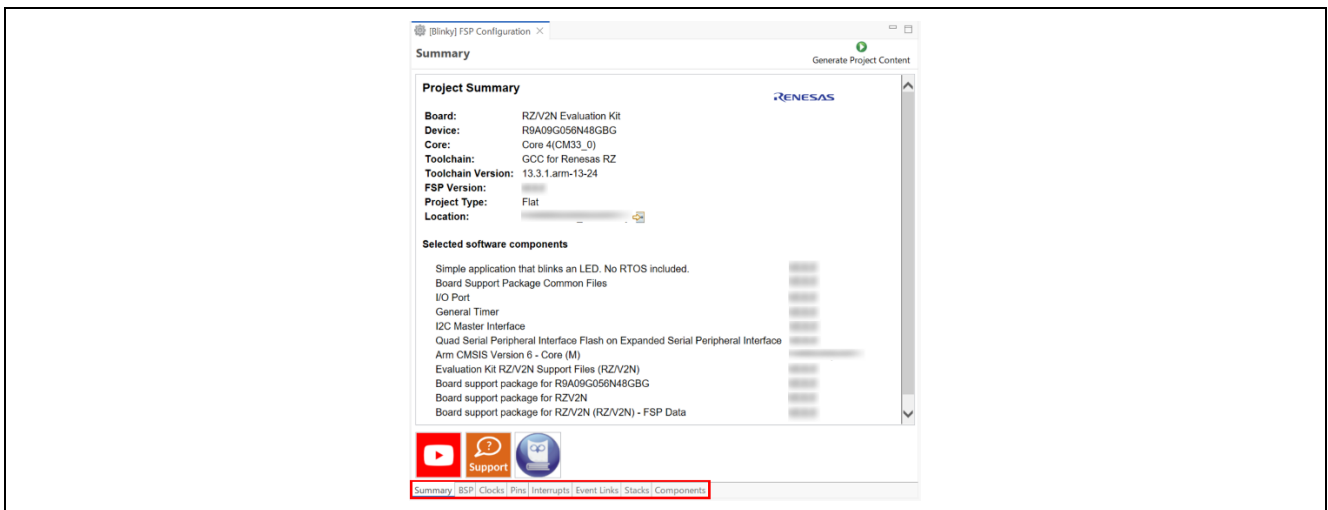 [Blinky] FSP Configuration
Summary
Generate Project Content
Project Summary
RENESAS
Board: RZ/V2N Evaluation Kit
Device: R9A09G056N48GBG
Core: Core 4(CM33_0)
Toolchain: GCC for Renesas RZ
Toolchain Version: 13.3.1.arm-13-24
FSP Version:
Project Type: Flat
Location:
Selected software components
Simple application that blinks an LED. No RTOS included.
Board Support Package Common Files
I/O Port
General Timer
I2C Master Interface
Quad Serial Peripheral Interface Flash on Expanded Serial Peripheral Interface
Arm CMSIS Version 6 - Core (M)
Evaluation Kit RZ/V2N Support Files (RZ/V2N)
Board support package for R9A09G056N48GBG
Board support package for RZV2N
Board support package for RZ/V2N (RZ/V2N) - FSP Data
Support
Summary BSP Clocks Pins Interrupts Event Links Stacks Components